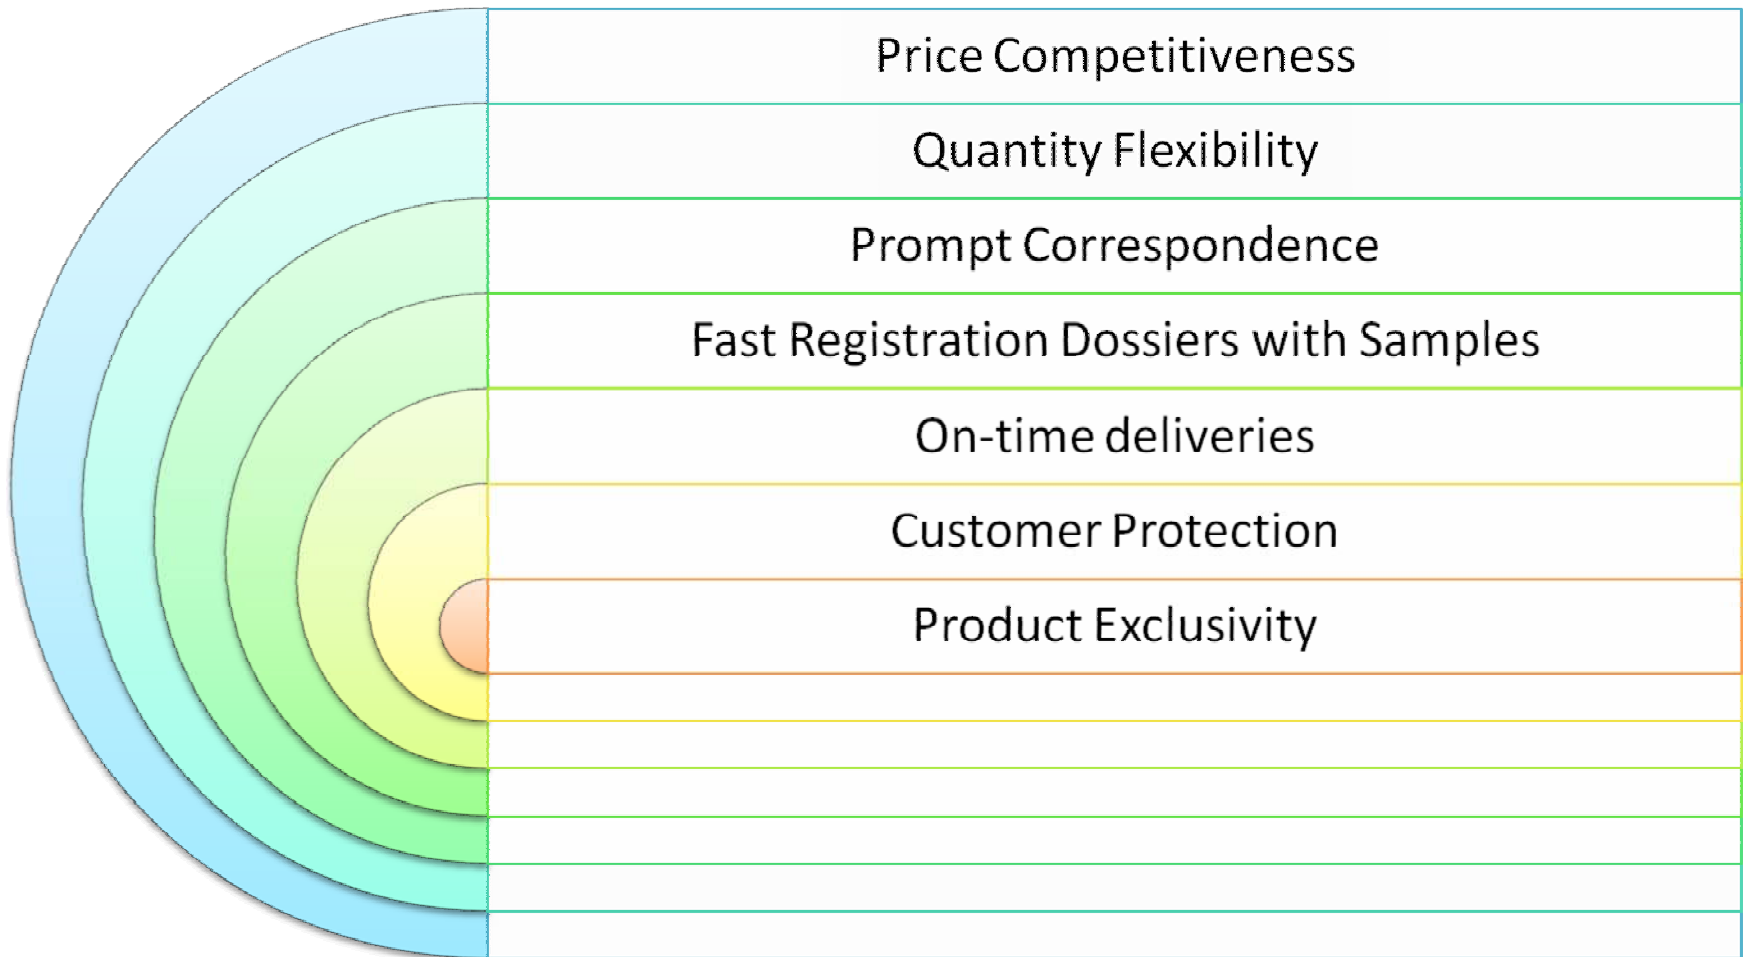 Price Competitiveness
Quantity Flexibility
Prompt Correspondence
Fast Registration Dossiers with Samples
On-time deliveries
Customer Protection
Product Exclusivity